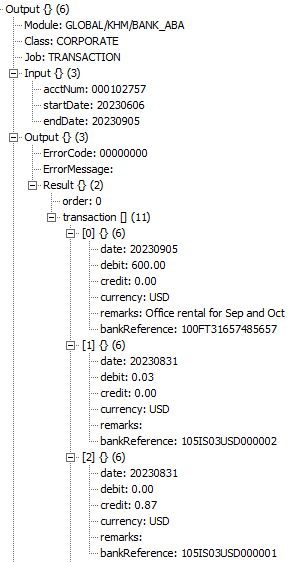 Output {} (6)
Module: GLOBAL/KHM/BANK_ABA
Class: CORPORATE
Job: TRANSACTION
Input {} (3)
acctNum: 000102757
startDate: 20230606
endDate: 20230905
Output {} (3)
ErrorCode: 00000000
ErrorMessage:
Result {} (2)
order: 0
transaction [] (11)
[0] {} (6)
date: 20230905
debit: 600.00
credit: 0.00
currency: USD
remarks: Office rental for Sep and Oct
bankReference: 100FT31657485657
[1] {} (6)
date: 20230831
debit: 0.03
credit: 0.00
currency: USD
remarks:
bankReference: 105IS03USD000002
[2] {} (6)
date: 20230831
debit: 0.00
credit: 0.87
currency: USD
remarks:
bankReference: 105IS03USD000001